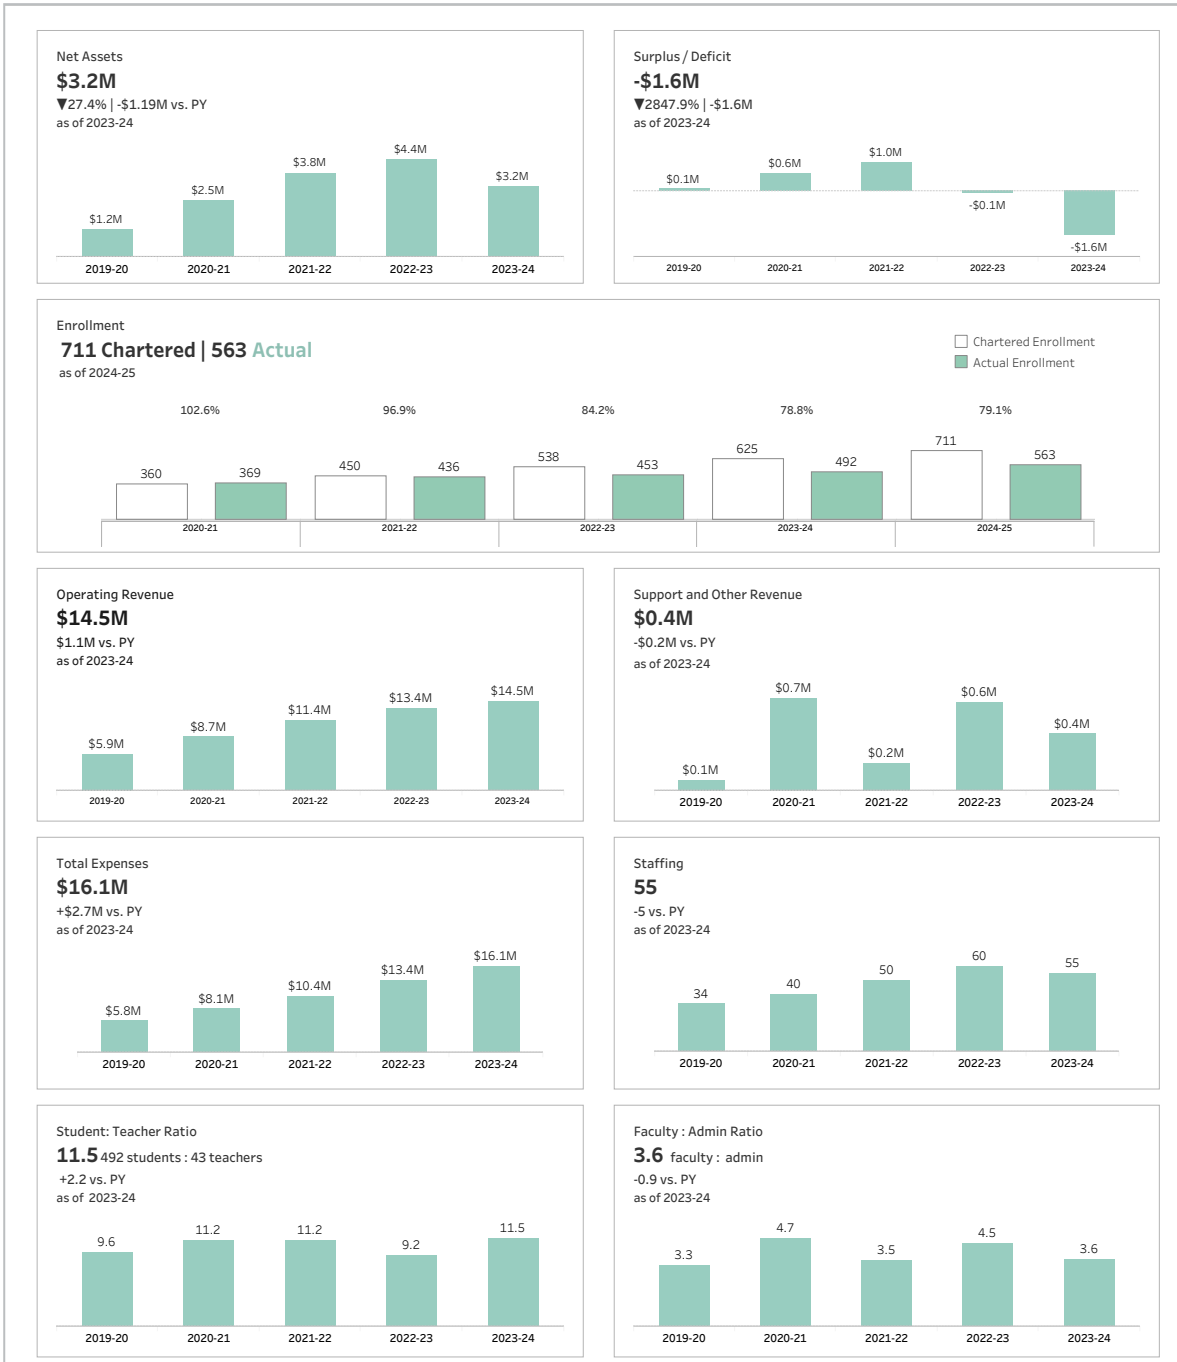 Net Assets
$3.2M
▼27.4% | -$1.19M vs. PY
as of 2023-24
$1.2M
$2.5M
$3.8M
$4.4M
$3.2M
2019-20 2020-21 2021-22 2022-23 2023-24
Surplus / Deficit
-$1.6M
▼2847.9% | -$1.6M
as of 2023-24
$0.1M
$0.6M
$1.0M
-$0.1M
-$1.6M
2019-20 2020-21 2021-22 2022-23 2023-24
Enrollment
711 Chartered | 563 Actual
as of 2024-25
Chartered Enrollment
Actual Enrollment
102.6% 96.9% 84.2% 78.8% 79.1%
360 369 450 436 538 453 625 492 711 563
2020-21 2021-22 2022-23 2023-24 2024-25
Operating Revenue
$14.5M
$1.1M vs. PY
as of 2023-24
$5.9M
$8.7M
$11.4M
$13.4M
$14.5M
2019-20 2020-21 2021-22 2022-23 2023-24
Support and Other Revenue
$0.4M
-$0.2M vs. PY
as of 2023-24
$0.1M
$0.7M
$0.2M
$0.6M
$0.4M
2019-20 2020-21 2021-22 2022-23 2023-24
Total Expenses
$16.1M
+$2.7M vs. PY
as of 2023-24
$5.8M
$8.1M
$10.4M
$13.4M
$16.1M
2019-20 2020-21 2021-22 2022-23 2023-24
Staffing
55
-5 vs. PY
as of 2023-24
34
40
50
60
55
2019-20 2020-21 2021-22 2022-23 2023-24
Student: Teacher Ratio
11.5 492 students : 43 teachers
+2.2 vs. PY
as of 2023-24
9.6
11.2
11.2
9.2
11.5
2019-20 2020-21 2021-22 2022-23 2023-24
Faculty : Admin Ratio
3.6 faculty : admin
-0.9 vs. PY
as of 2023-24
3.3
4.7
3.5
4.5
3.6
2019-20 2020-21 2021-22 2022-23 2023-24